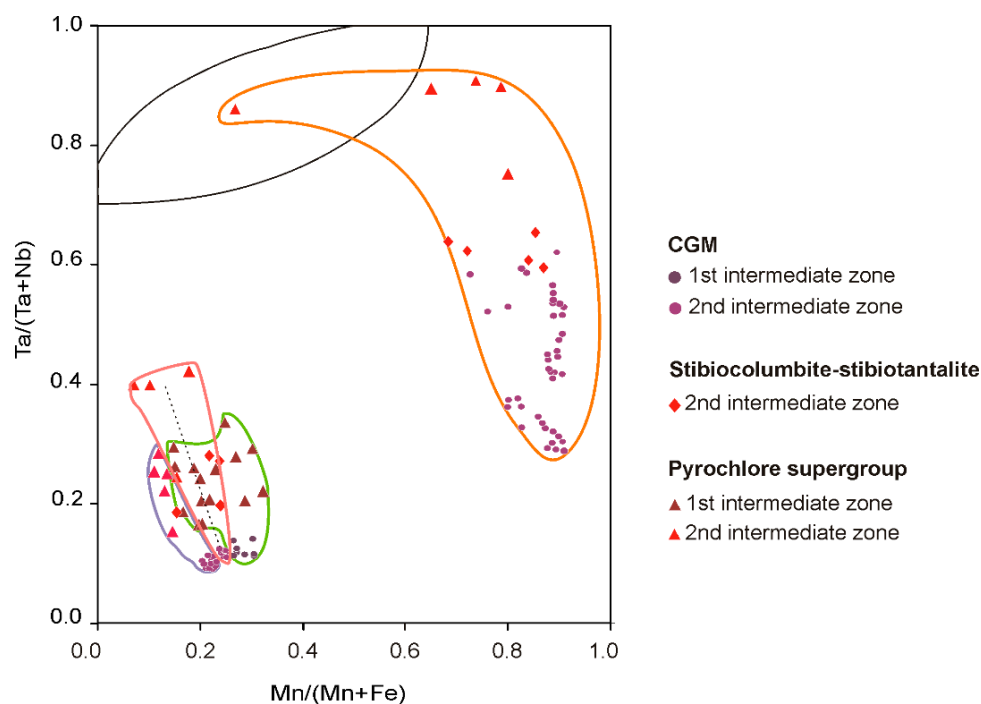 1.0
0.8
0.6
0.4
0.2
0.0
Ta/(Ta+Nb)
0.0 0.2 0.4 0.6 0.8 1.0
Mn/(Mn+Fe)
CGM
1st intermediate zone
2nd intermediate zone
Stibiocolumbite-stibiotantalite
2nd intermediate zone
Pyrochlore supergroup
1st intermediate zone
2nd intermediate zone